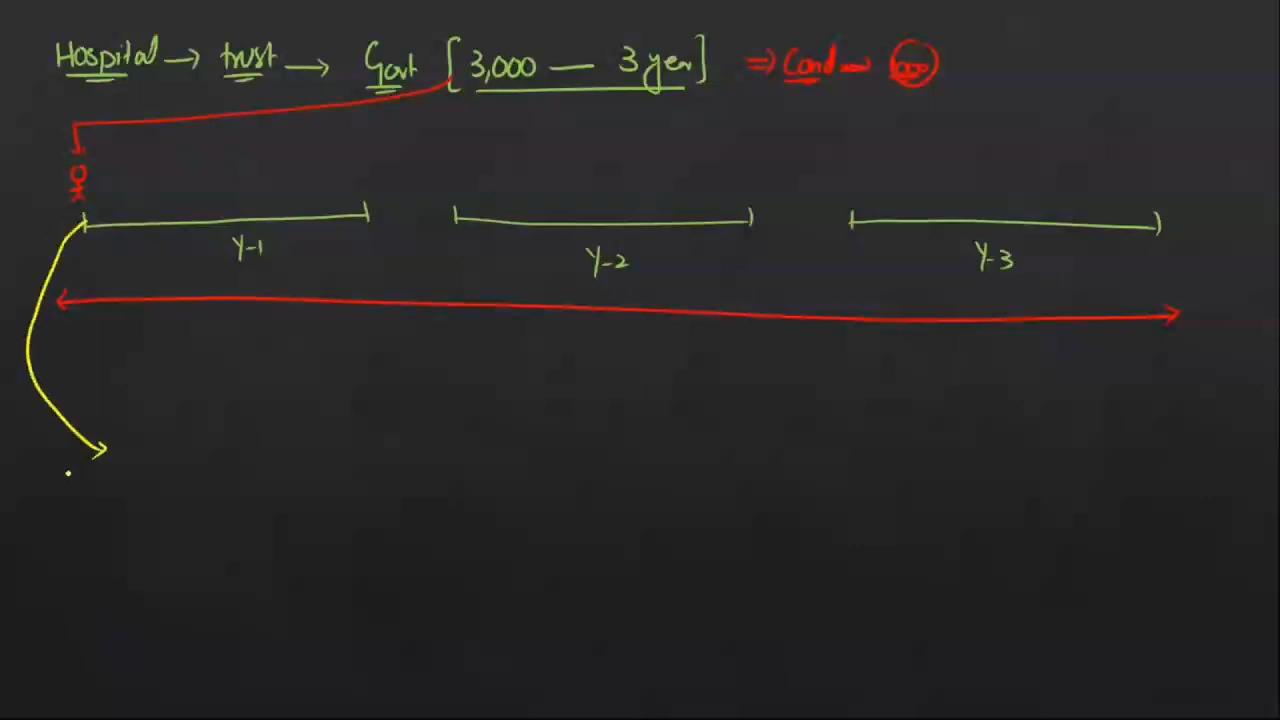 Hospital → trust → Govt [3,000 — 3 year] ⇒ Cond
Y-1
Y-2
Y-3